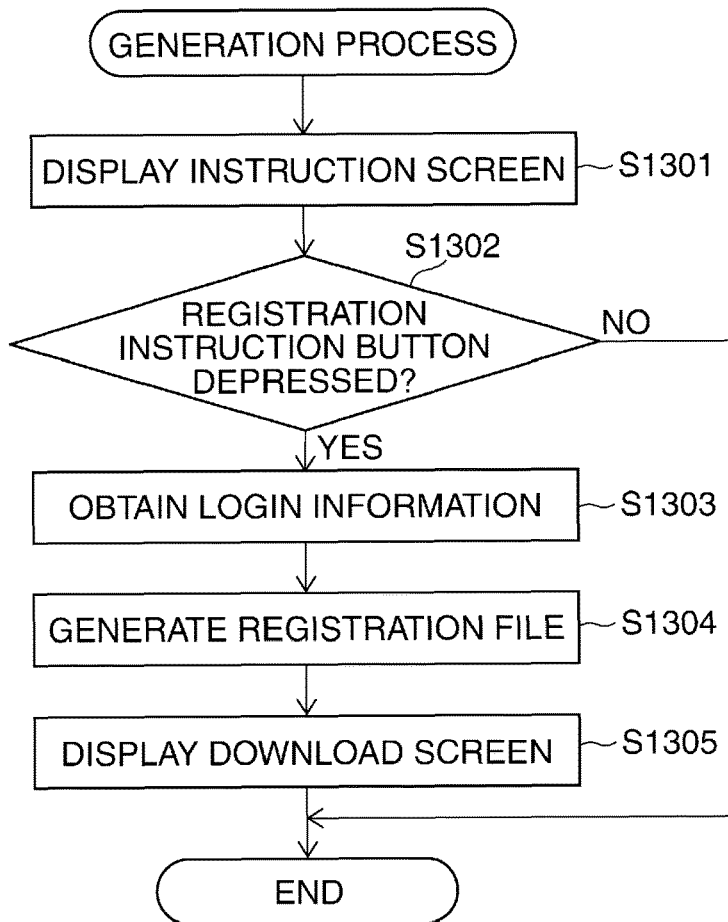 GENERATION PROCESS
DISPLAY INSTRUCTION SCREEN
S1301
S1302
REGISTRATION
INSTRUCTION BUTTON
DEPRESSED?
NO
YES
OBTAIN LOGIN INFORMATION
S1303
GENERATE REGISTRATION FILE
S1304
DISPLAY DOWNLOAD SCREEN
S1305
END